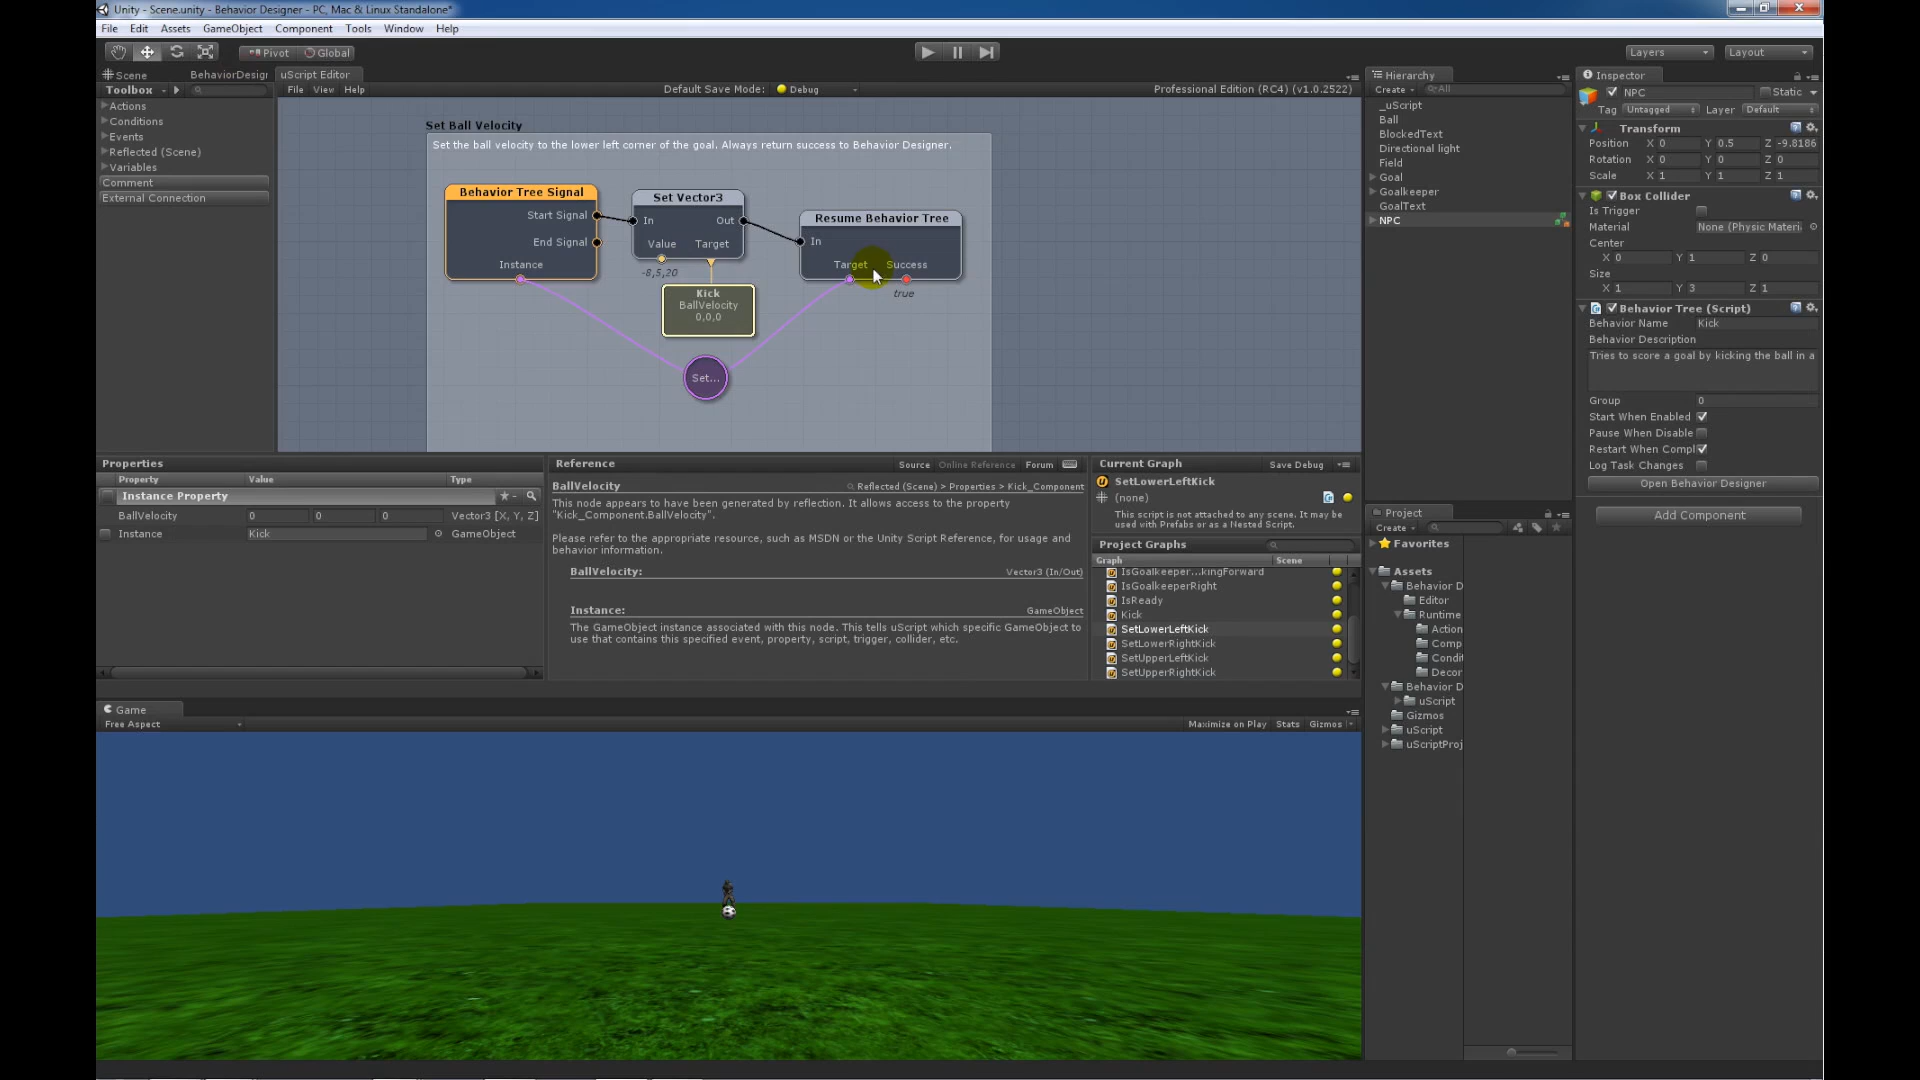 Unity - Scene.unity - Behavior Designer - PC, Mac & Linux Standalone*
File Edit Assets GameObject Component Tools Window Help
Pivot Global
Layers Layout
Scene BehaviorDesigr uScript Editor
Toolbox
File View Help
Default Save Mode: Debug
Professional Edition (RC4) (v1.0.2522)
Actions
Conditions
Events
Reflected (Scene)
Variables
Comment
External Connection
Set Ball Velocity
Set the ball velocity to the lower left corner of the goal. Always return success to Behavior Designer.
Behavior Tree Signal
Start Signal
End Signal
Instance
Set Vector3
In Out
Value Target
-8,5,20
Kick
BallVelocity
0,0,0
Set...
Resume Behavior Tree
In
Target Success
true
Hierarchy
Create All
_uScript
Ball
BlockedText
Directional light
Field
Goal
Goalkeeper
GoalText
NPC
Inspector
NPC Static
Tag Untagged Layer Default
Transform
Position X 0 Y 0.5 Z -9.8186
Rotation X 0 Y 0 Z 0
Scale X 1 Y 1 Z 1
Box Collider
Is Trigger
Material None (Physic Materi
Center
X 0 Y 1 Z 0
Size
X 1 Y 3 Z 1
Behavior Tree (Script)
Behavior Name Kick
Behavior Description
Tries to score a goal by kicking the ball in a
Group 0
Start When Enabled
Pause When Disable
Restart When Compl
Log Task Changes
Open Behavior Designer
Add Component
Properties
Property Value Type
Instance Property
BallVelocity 0 0 0 Vector3 [X, Y, Z]
Instance Kick GameObject
Reference Source Online Reference Forum
BallVelocity Reflected (Scene) > Properties > Kick_Component
This node appears to have been generated by reflection. It allows access to the property
"Kick_Component.BallVelocity".
Please refer to the appropriate resource, such as MSDN or the Unity Script Reference, for usage and
behavior information.
BallVelocity: Vector3 (In/Out)
Instance: GameObject
The GameObject instance associated with this node. This tells uScript which specific GameObject to
use that contains this specified event, property, script, trigger, collider, etc.
Current Graph Save Debug
SetLowerLeftKick
(none)
This script is not attached to any scene. It may be
used with Prefabs or as a Nested Script.
Project Graphs
Graph Scene
IsGoalkeeper...kingForward
IsGoalkeeperRight
IsReady
Kick
SetLowerLeftKick
SetLowerRightKick
SetUpperLeftKick
SetUpperRightKick
Project
Create
Favorites
Assets
Behavior D
Editor
Runtime
Action
Comp
Condit
Decor
Behavior D
uScript
Gizmos
uScript
uScriptProj
Game
Free Aspect
Maximize on Play Stats Gizmos